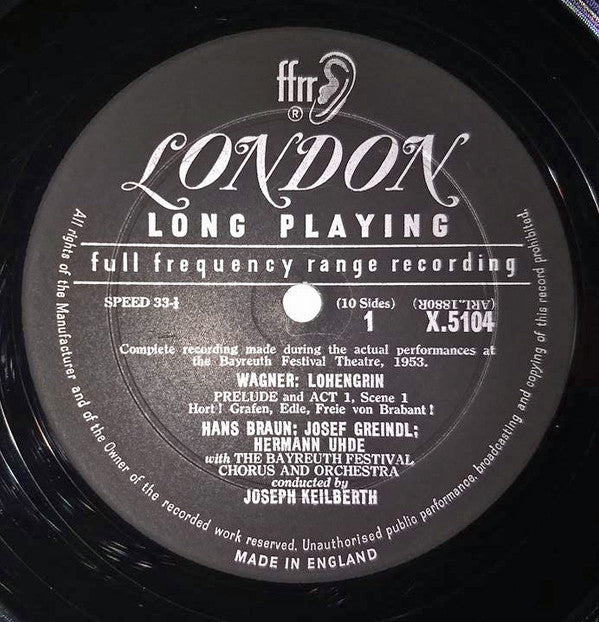 ffrr
®
LONDON
LONG PLAYING
full frequency range recording
SPEED 33-⅓ (10 Sides) (ARL.1880R)
1 X.5104
Complete recording made during the actual performances at
the Bayreuth Festival Theatre, 1953.
WAGNER: LOHENGRIN
PRELUDE and ACT 1, Scene 1
Hort! Grafen, Edle, Freie von Brabant!
HANS BRAUN; JOSEF GREINDL;
HERMANN UHDE
with THE BAYREUTH FESTIVAL
CHORUS AND ORCHESTRA
conducted by
JOSEPH KEILBERTH
All rights of the Manufacturer and of the Owner of the recorded work reserved. Unauthorised public performance, broadcasting and copying of this record prohibited.
MADE IN ENGLAND